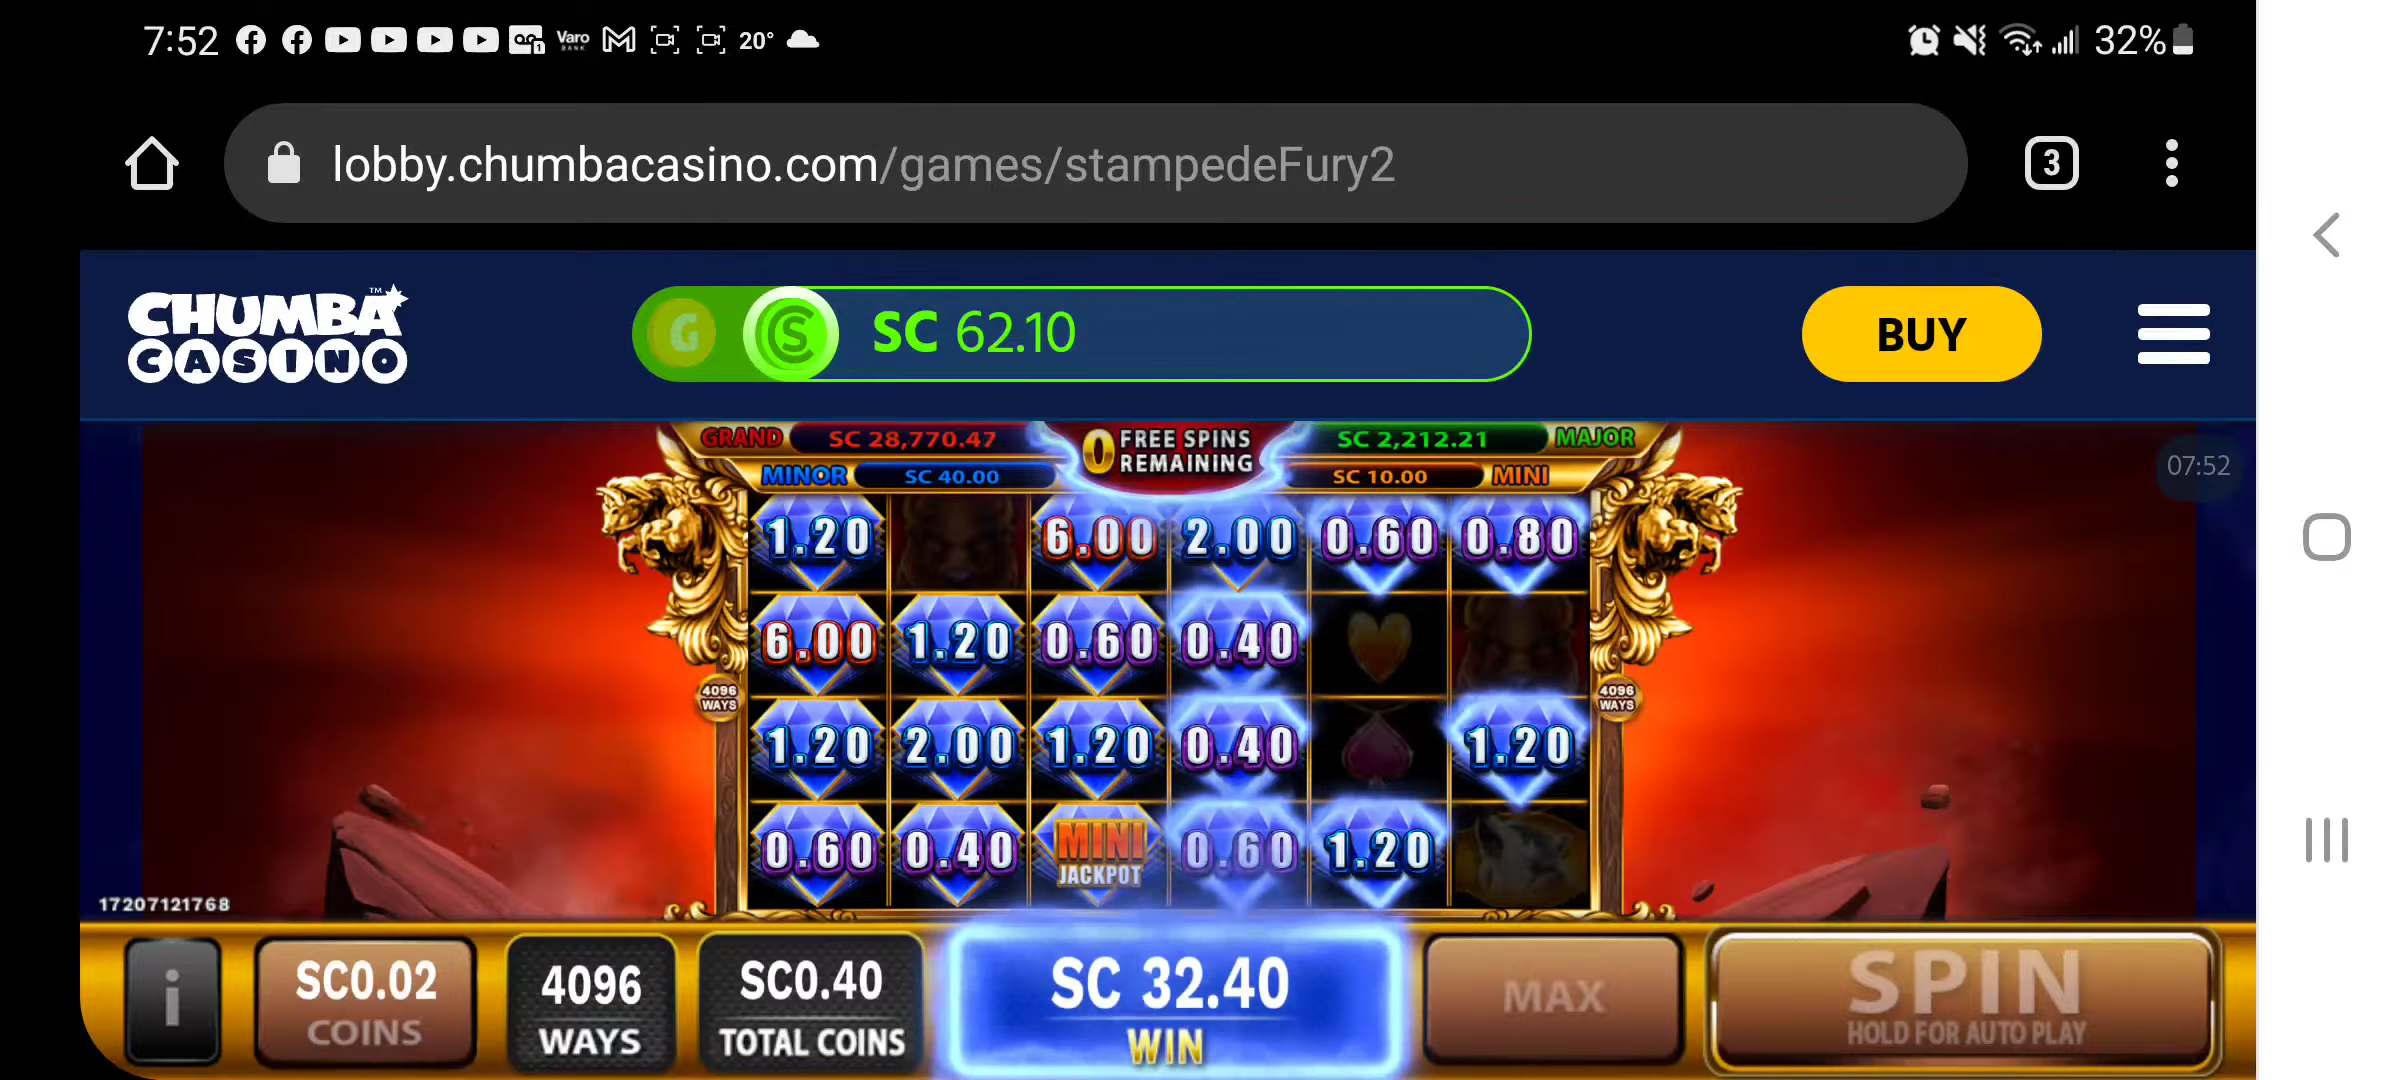 7:52 Varo BANK 20° 32%
lobby.chumbacasino.com/games/stampedeFury2 3
CHUMBA™ CASINO G S SC 62.10 BUY
GRAND SC 28,770.47 0 FREE SPINS REMAINING SC 2,212.21 MAJOR
MINOR SC 40.00 SC 10.00 MINI
07:52
1.20 6.00 2.00 0.60 0.80
6.00 1.20 0.60 0.40
4096 WAYS 4096 WAYS
1.20 2.00 1.20 0.40 1.20
0.60 0.40 MINI JACKPOT 0.60 1.20
17207121768
i SC0.02 4096 SC0.40 SC 32.40 MAX SPIN
COINS WAYS TOTAL COINS WIN HOLD FOR AUTO PLAY